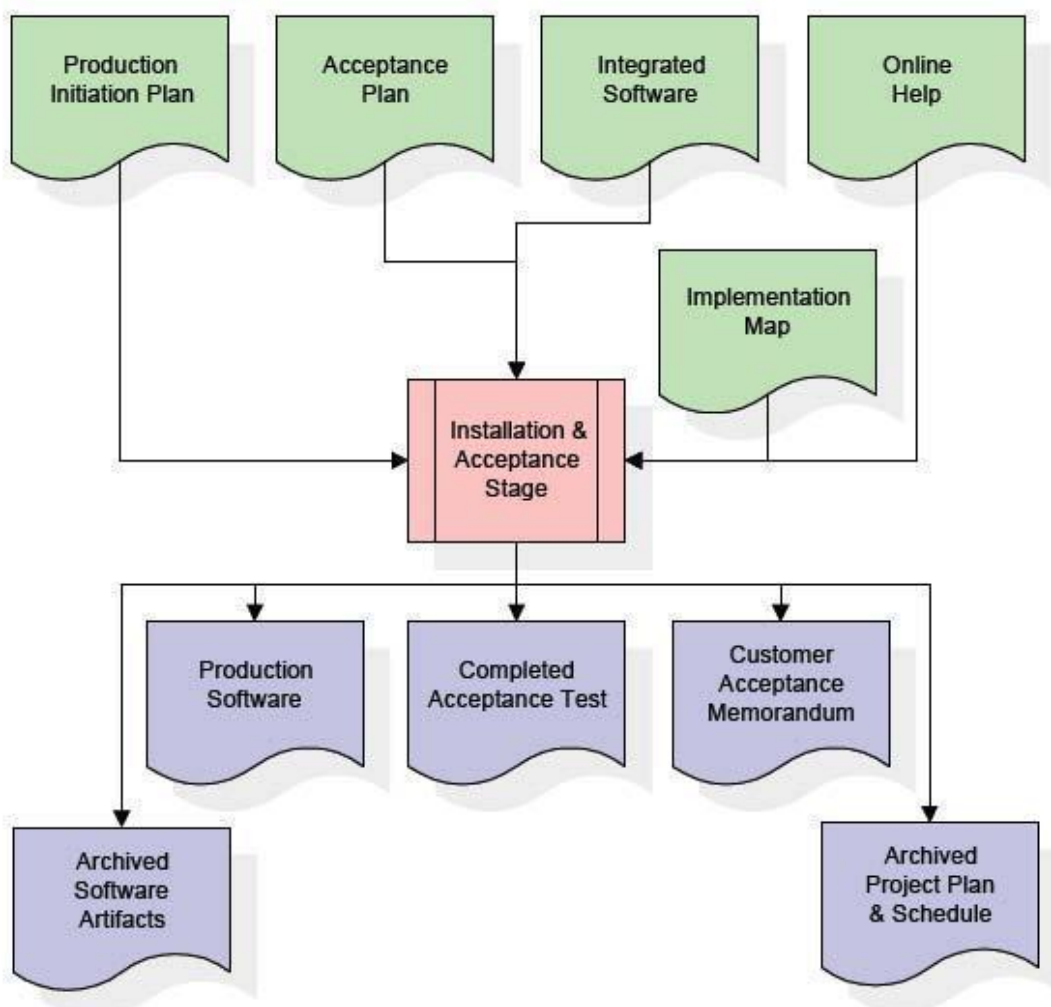 Production
Initiation Plan
Acceptance
Plan
Integrated
Software
Online
Help
Implementation
Map
Installation &
Acceptance
Stage
Production
Software
Completed
Acceptance Test
Customer
Acceptance
Memorandum
Archived
Software
Artifacts
Archived
Project Plan
& Schedule